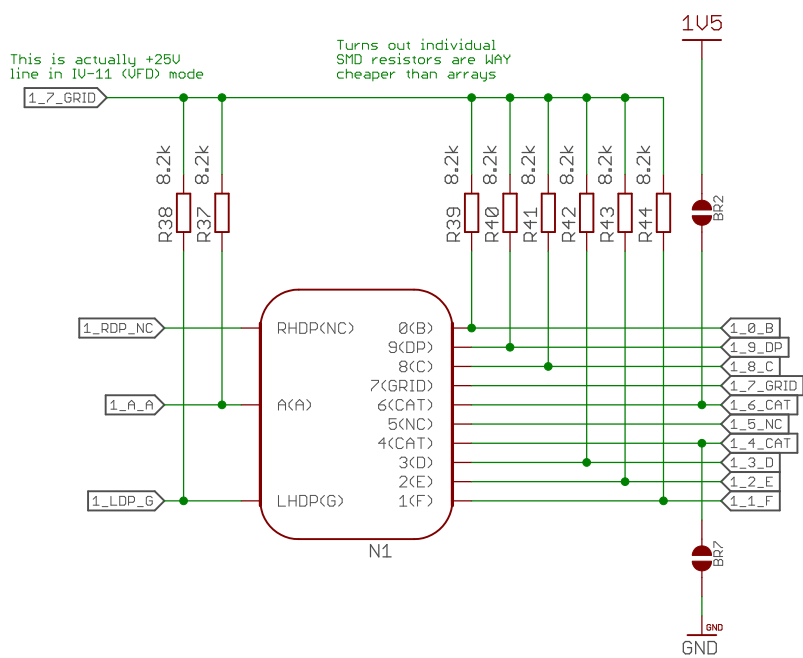 1V5
This is actually +25V
line in IV-11 (VFD) mode
Turns out individual
SMD resistors are WAY
cheaper than arrays
1_7_GRID
8.2k
8.2k
8.2k
8.2k
8.2k
8.2k
8.2k
8.2k
R38
R37
R39
R40
R41
R42
R43
R44
BR2
1_RDP_NC
RHDP(NC)
0(B)
1_0_B
9(DP)
1_9_DP
8(C)
1_8_C
7(GRID)
1_7_GRID
1_A_A
A(A)
6(CAT)
1_6_CAT
5(NC)
1_5_NC
4(CAT)
1_4_CAT
3(D)
1_3_D
2(E)
1_2_E
1_LDP_G
LHDP(G)
1(F)
1_1_F
N1
BR7
GND
GND